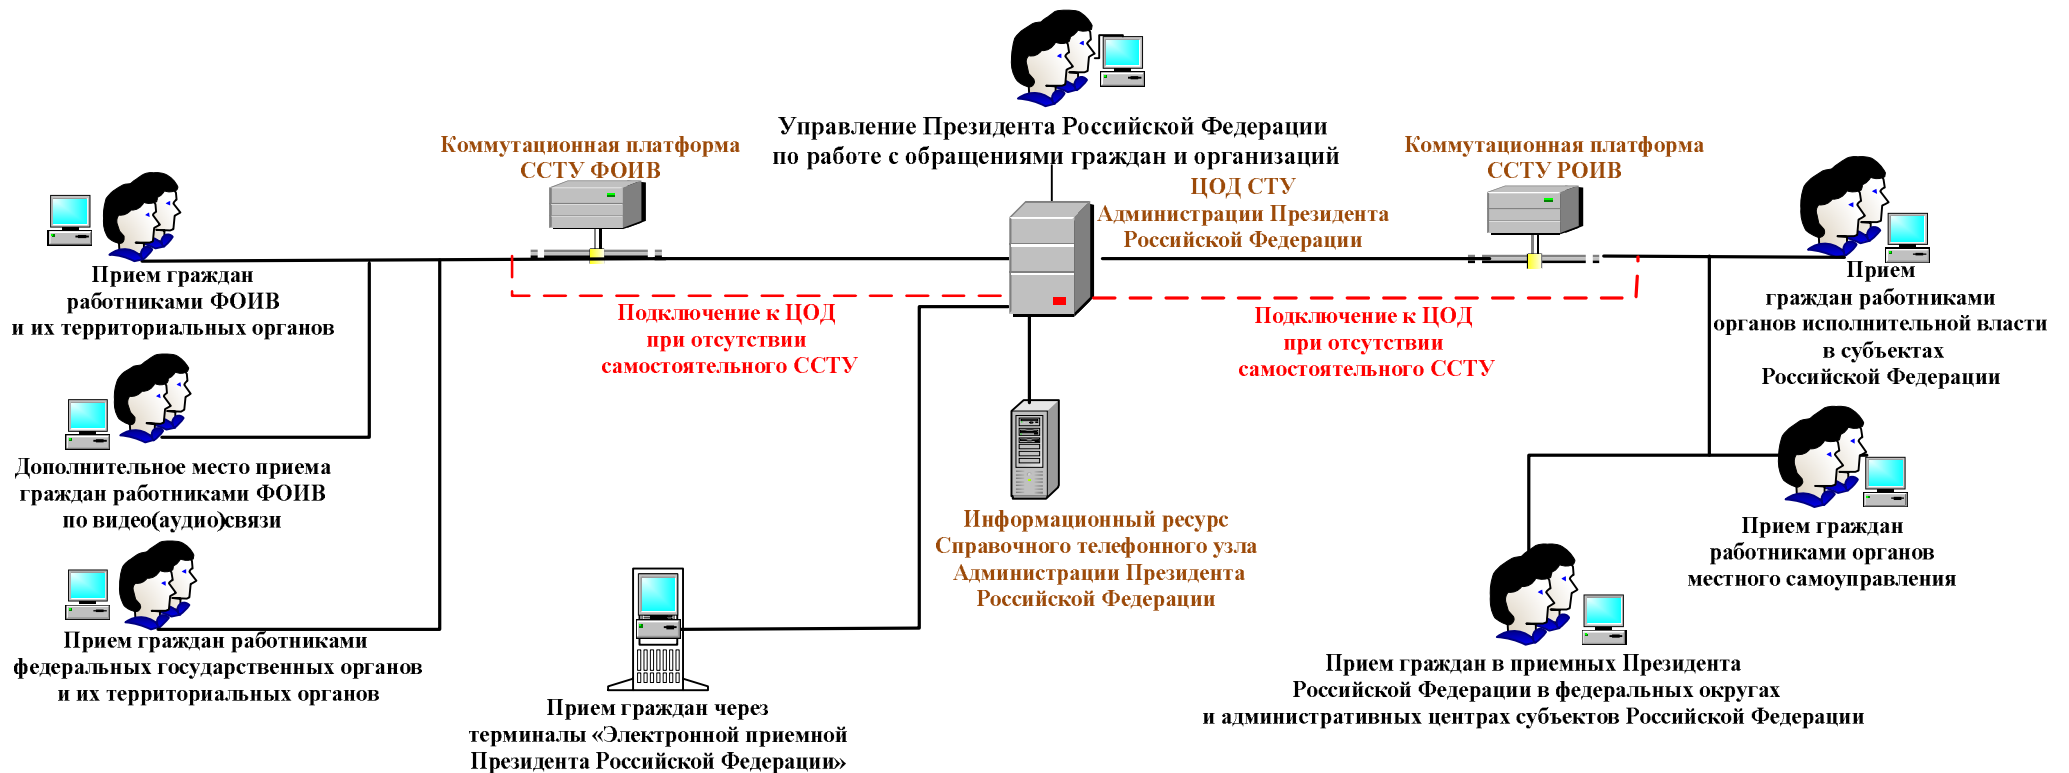 Управление Президента Российской Федерации
по работе с обращениями граждан и организаций
Коммутационная платформа
ССТУ ФОИВ
Коммутационная платформа
ССТУ РОИВ
ЦОД СТУ
Администрации Президента
Российской Федерации
Прием граждан
работниками ФОИВ
и их территориальных органов
Подключение к ЦОД
при отсутствии
самостоятельного ССТУ
Подключение к ЦОД
при отсутствии
самостоятельного ССТУ
Прием
граждан работниками
органов исполнительной власти
в субъектах
Российской Федерации
Дополнительное место приема
граждан работниками ФОИВ
по видео(аудио)связи
Информационный ресурс
Справочного телефонного узла
Администрации Президента
Российской Федерации
Прием граждан
работниками органов
местного самоуправления
Прием граждан работниками
федеральных государственных органов
и их территориальных органов
Прием граждан через
терминалы «Электронной приемной
Президента Российской Федерации»
Прием граждан в приемных Президента
Российской Федерации в федеральных округах
и административных центрах субъектов Российской Федерации